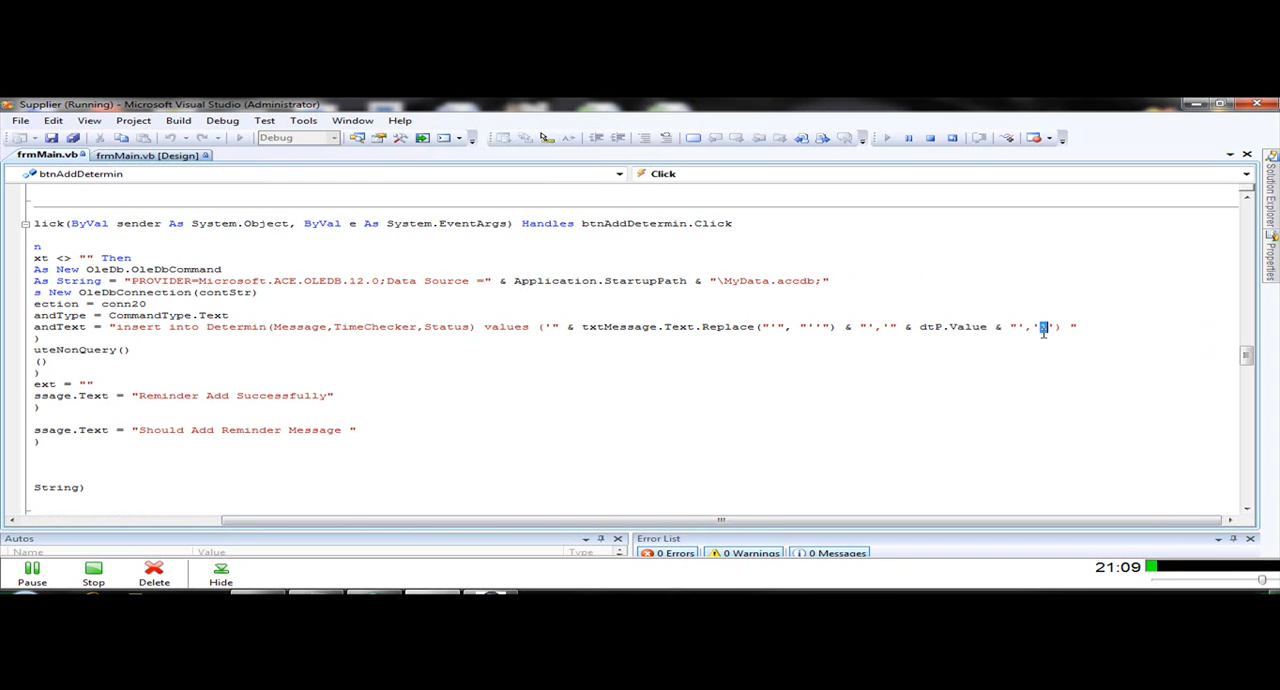 Supplier (Running) - Microsoft Visual Studio (Administrator)
File Edit View Project Build Debug Test Tools Window Help
Debug
frmMain.vb frmMain.vb [Design]
btnAddDetermin Click
lick(ByVal sender As System.Object, ByVal e As System.EventArgs) Handles btnAddDetermin.Click
n
xt <> "" Then
As New OleDb.OleDbCommand
As String = "PROVIDER=Microsoft.ACE.OLEDB.12.0;Data Source =" & Application.StartupPath & "\MyData.accdb;"
s New OleDbConnection(contStr)
ection = conn20
andType = CommandType.Text
andText = "insert into Determin(Message,TimeChecker,Status) values ('" & txtMessage.Text.Replace("'", "''") & "','" & dtP.Value & "','') "
)
uteNonQuery()
()
)
ext = ""
ssage.Text = "Reminder Add Successfully"
)
ssage.Text = "Should Add Reminder Message "
)
String)
Solution Explorer
Properties
Autos
Name Value Type
Error List
0 Errors 0 Warnings 0 Messages
Pause Stop Delete Hide
21:09